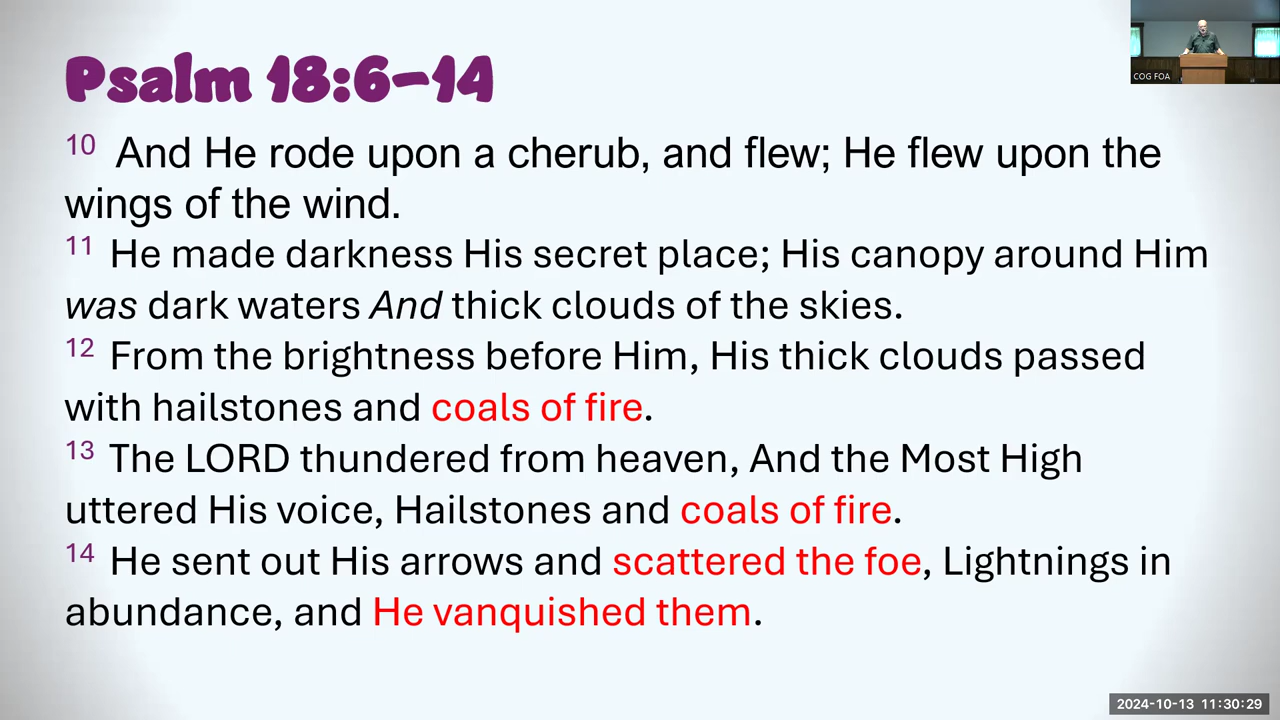 Psalm 18:6–14
COG FOA
10 And He rode upon a cherub, and flew; He flew upon the
wings of the wind.
11 He made darkness His secret place; His canopy around Him
was dark waters And thick clouds of the skies.
12 From the brightness before Him, His thick clouds passed
with hailstones and coals of fire.
13 The LORD thundered from heaven, And the Most High
uttered His voice, Hailstones and coals of fire.
14 He sent out His arrows and scattered the foe, Lightnings in
abundance, and He vanquished them.
2024-10-13 11:30:29